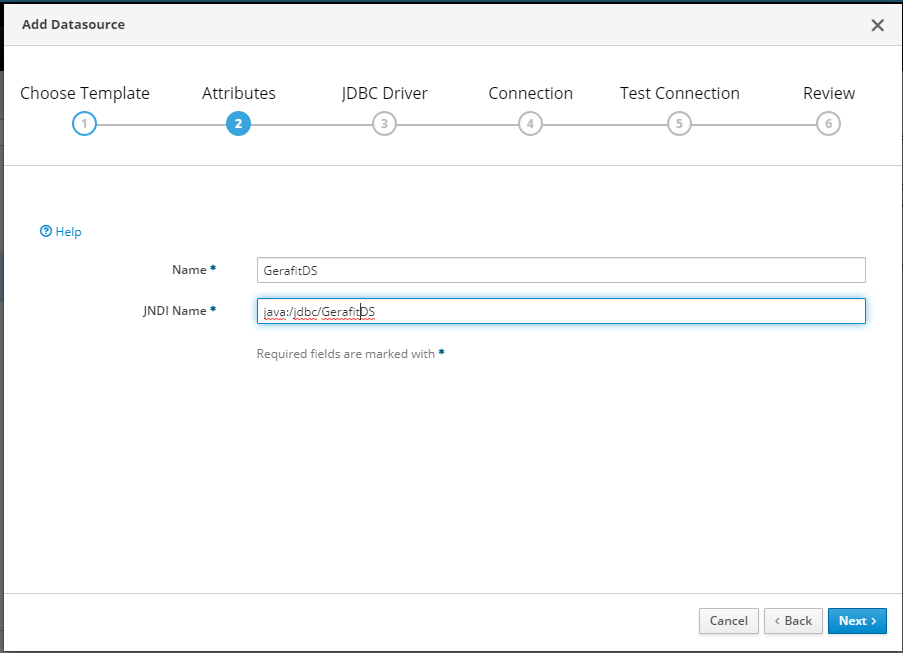 Add Datasource
Choose Template Attributes JDBC Driver Connection Test Connection Review
1 2 3 4 5 6
Help
Name * GerafitDS
JNDI Name * java:/jdbc/GerafitDS
Required fields are marked with *
Cancel < Back Next >